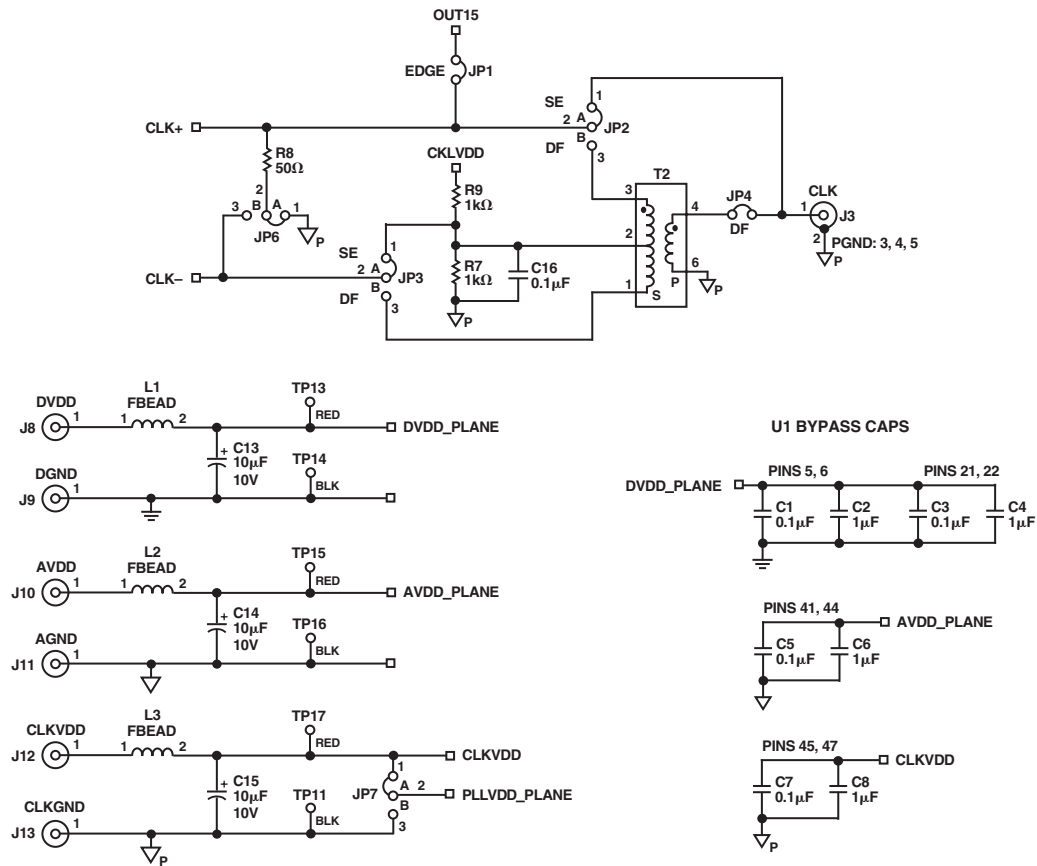 OUT15
EDGE JP1
SE 1
CLK+ 2 A JP2
B
DF 3
R8
50Ω
CKLVDD
R9
1kΩ
T2
3 4
JP4
DF
CLK
1 J3
2 PGND: 3, 4, 5
P
2
3 B A 1
JP6 P
SE 1
CLK– 2 A JP3
B
DF 3
2
R7
1kΩ
C16
0.1μF
P
1 S P 6
P
DVDD
J8 1
L1
FBEAD
1 2
TP13
RED
DVDD_PLANE
+ C13
10μF
10V
DGND
J9 1
TP14
BLK
AVDD
J10 1
L2
FBEAD
1 2
TP15
RED
AVDD_PLANE
+ C14
10μF
10V
AGND
J11 1
TP16
BLK
CLKVDD
J12 1
L3
FBEAD
1 2
TP17
RED
CLKVDD
+ C15
10μF
10V
1
JP7 A 2 PLLVDD_PLANE
B
3
CLKGND
J13 1
TP11
BLK
P
U1 BYPASS CAPS
PINS 5, 6 PINS 21, 22
DVDD_PLANE
C1
0.1μF
C2
1μF
C3
0.1μF
C4
1μF
PINS 41, 44
AVDD_PLANE
C5
0.1μF
C6
1μF
PINS 45, 47
CLKVDD
C7
0.1μF
C8
1μF
P